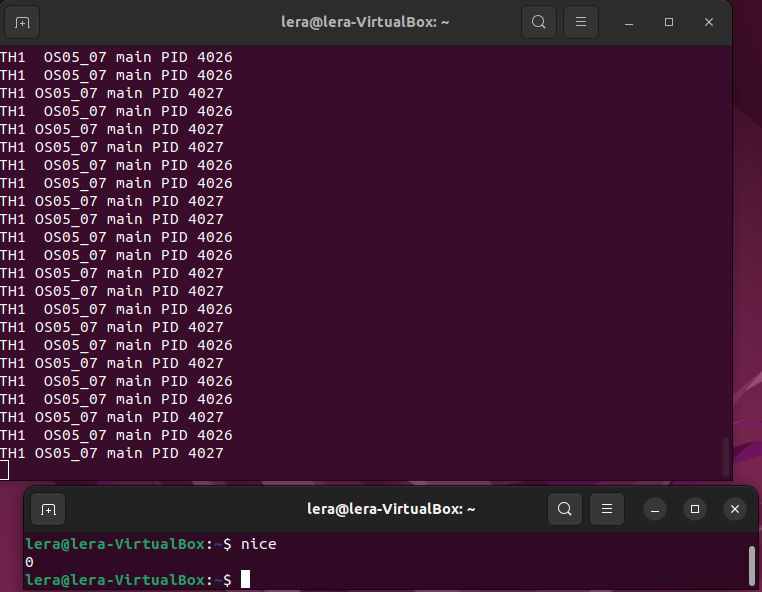 lera@lera-VirtualBox: ~
TH1  OS05_07 main PID 4026
TH1  OS05_07 main PID 4026
TH1 OS05_07 main PID 4027
TH1  OS05_07 main PID 4026
TH1 OS05_07 main PID 4027
TH1 OS05_07 main PID 4027
TH1  OS05_07 main PID 4026
TH1  OS05_07 main PID 4026
TH1 OS05_07 main PID 4027
TH1 OS05_07 main PID 4027
TH1  OS05_07 main PID 4026
TH1  OS05_07 main PID 4026
TH1 OS05_07 main PID 4027
TH1 OS05_07 main PID 4027
TH1  OS05_07 main PID 4026
TH1 OS05_07 main PID 4027
TH1  OS05_07 main PID 4026
TH1 OS05_07 main PID 4027
TH1  OS05_07 main PID 4026
TH1  OS05_07 main PID 4026
TH1 OS05_07 main PID 4027
TH1  OS05_07 main PID 4026
TH1 OS05_07 main PID 4027
lera@lera-VirtualBox: ~
lera@lera-VirtualBox:~$ nice
0
lera@lera-VirtualBox:~$